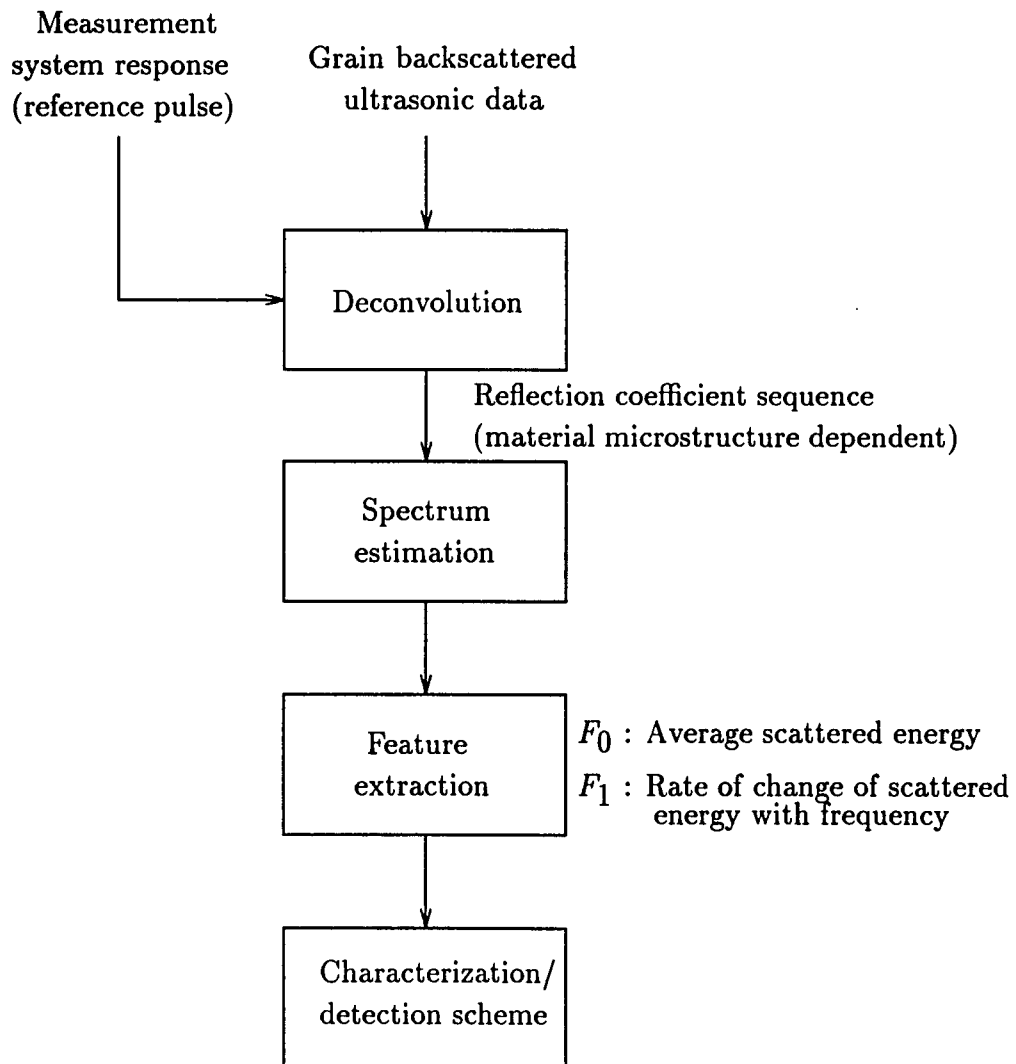 Measurement
system response
(reference pulse)
Grain backscattered
ultrasonic data
Deconvolution
Reflection coefficient sequence
(material microstructure dependent)
Spectrum
estimation
Feature
extraction
F0 : Average scattered energy
F1 : Rate of change of scattered
energy with frequency
Characterization/
detection scheme